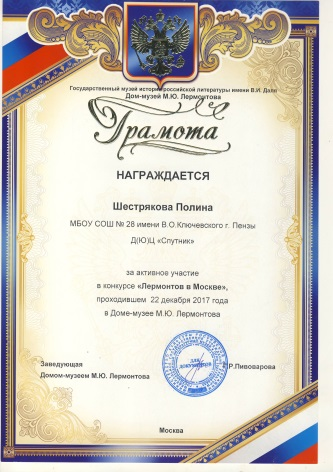 Государственный музей истории российской литературы имени В.И. Даля
Дом-музей М.Ю. Лермонтова
Грамота
НАГРАЖДАЕТСЯ
Шестрякова Полина
МБОУ СОШ № 28 имени В.О.Ключевского г. Пензы
Д(Ю)Ц «Спутник»
за активное участие
в конкурсе «Лермонтов в Москве»,
проходившем 22 декабря 2017 года
в Доме-музее М.Ю. Лермонтова
Заведующая
Домом-музеем М.Ю. Лермонтова
ДЛЯ ДОКУМЕНТОВ
Р.Пивоварова
Москва